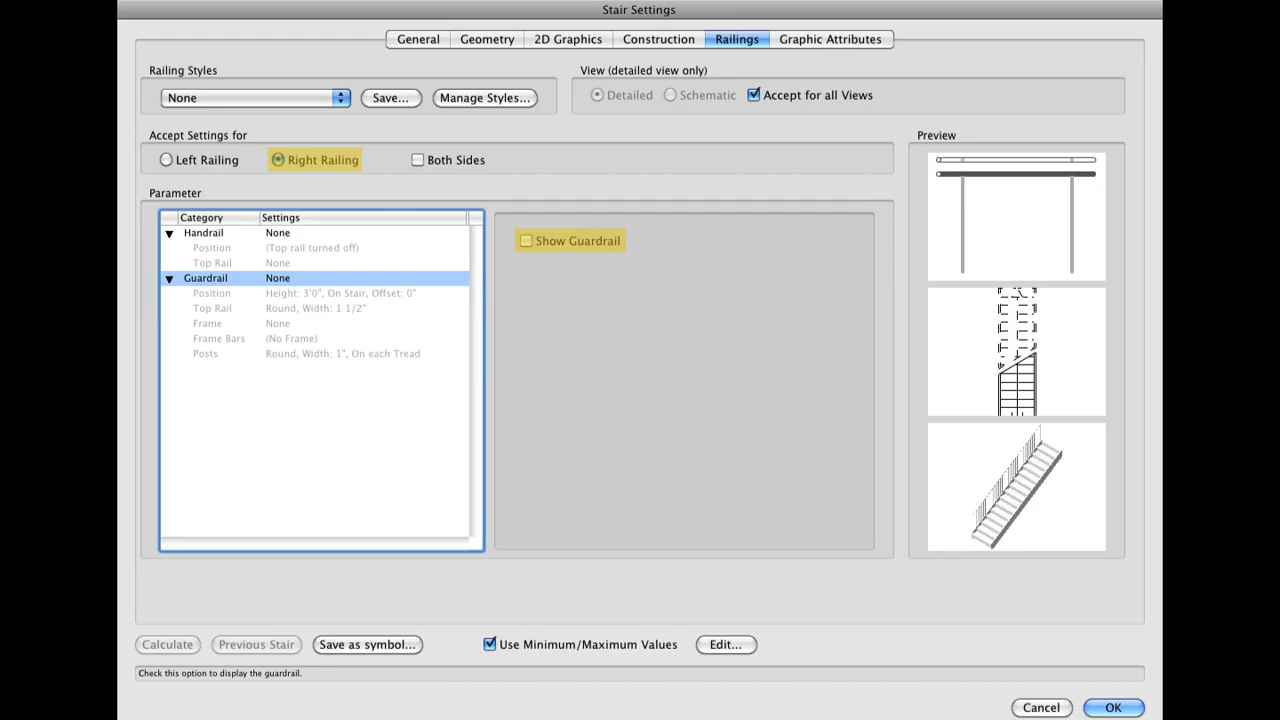 Stair Settings
General Geometry 2D Graphics Construction Railings Graphic Attributes
Railing Styles
None Save... Manage Styles...
View (detailed view only)
Detailed Schematic Accept for all Views
Accept Settings for
Left Railing Right Railing Both Sides
Parameter
Category Settings
Handrail None
Position (Top rail turned off)
Top Rail None
Guardrail None
Position Height: 3'0", On Stair, Offset: 0"
Top Rail Round, Width: 1 1/2"
Frame None
Frame Bars (No Frame)
Posts Round, Width: 1", On each Tread
Show Guardrail
Preview
Calculate Previous Stair Save as symbol... Use Minimum/Maximum Values Edit...
Check this option to display the guardrail.
Cancel OK